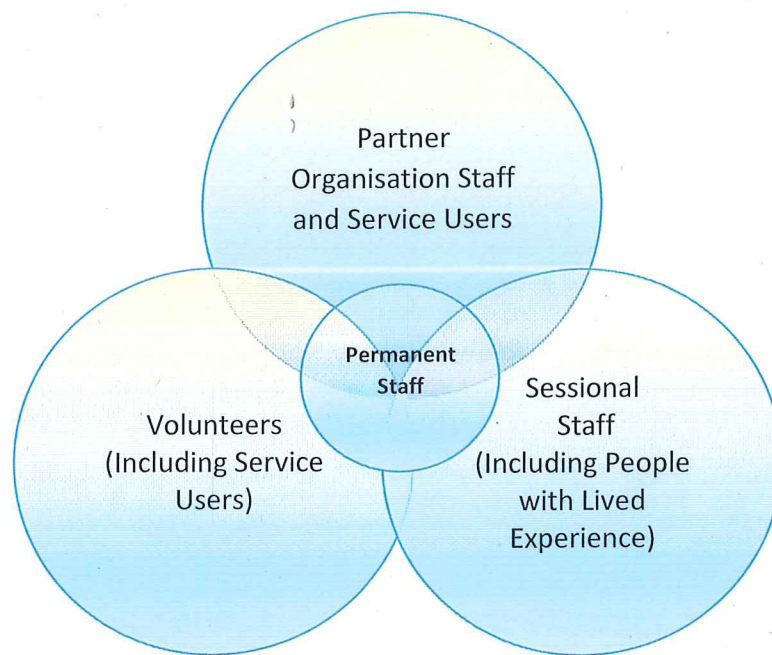 Partner
Organisation Staff
and Service Users
Permanent
Staff
Volunteers
(Including Service
Users)
Sessional
Staff
(Including People
with Lived
Experience)